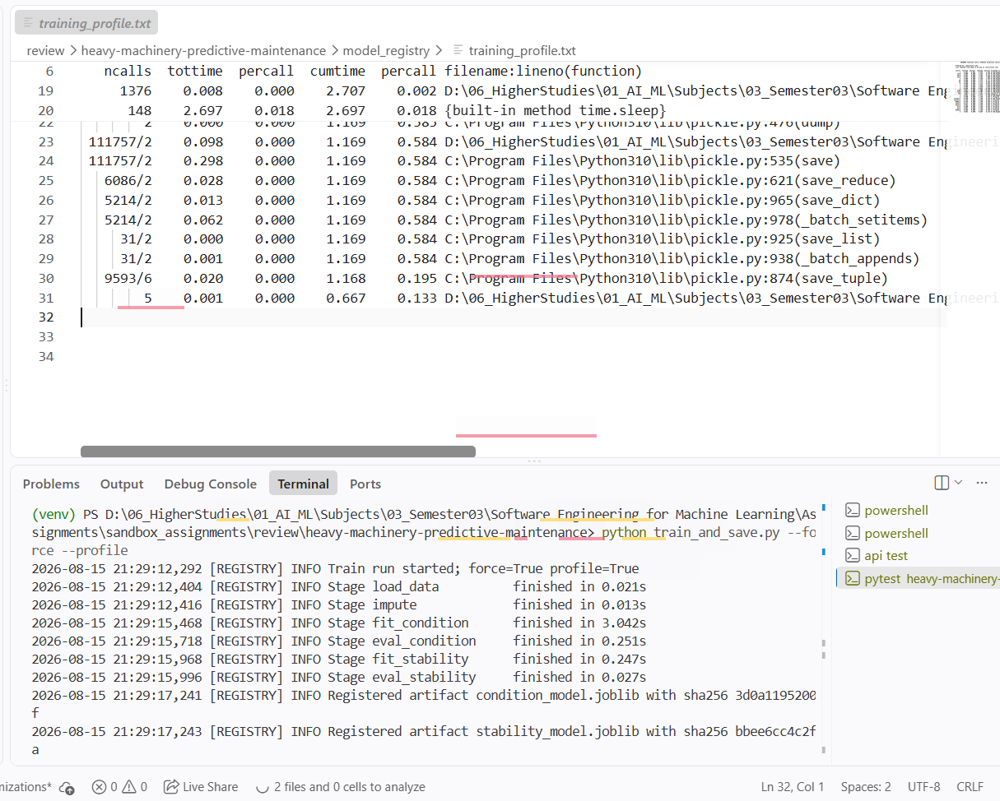 training_profile.txt
review > heavy-machinery-predictive-maintenance > model_registry > training_profile.txt
6 ncalls tottime percall cumtime percall filename:lineno(function)
19 1376 0.008 0.000 2.707 0.002 D:\06_HigherStudies\01_AI_ML\Subjects\03_Semester03\Software Eng
20 148 2.697 0.018 2.697 0.018 {built-in method time.sleep}
22 2 0.000 0.000 1.169 0.585 C:\Program Files\Python310\lib\pickle.py:476(dump)
23 111757/2 0.098 0.000 1.169 0.584 D:\06_HigherStudies\01_AI_ML\Subjects\03_Semester03\Software Engineeri
24 111757/2 0.298 0.000 1.169 0.584 C:\Program Files\Python310\lib\pickle.py:535(save)
25 6086/2 0.028 0.000 1.169 0.584 C:\Program Files\Python310\lib\pickle.py:621(save_reduce)
26 5214/2 0.013 0.000 1.169 0.584 C:\Program Files\Python310\lib\pickle.py:965(save_dict)
27 5214/2 0.062 0.000 1.169 0.584 C:\Program Files\Python310\lib\pickle.py:978(_batch_setitems)
28 31/2 0.000 0.000 1.169 0.584 C:\Program Files\Python310\lib\pickle.py:925(save_list)
29 31/2 0.001 0.000 1.169 0.584 C:\Program Files\Python310\lib\pickle.py:938(_batch_appends)
30 9593/6 0.020 0.000 1.168 0.195 C:\Program Files\Python310\lib\pickle.py:874(save_tuple)
31 5 0.001 0.000 0.667 0.133 D:\06_HigherStudies\01_AI_ML\Subjects\03_Semester03\Software Engineeri
32
33
34
Problems Output Debug Console Terminal Ports
(venv) PS D:\06_HigherStudies\01_AI_ML\Subjects\03_Semester03\Software Engineering for Machine Learning\As
signments\sandbox_assignments\review\heavy-machinery-predictive-maintenance> python train_and_save.py --fo
rce --profile
2026-08-15 21:29:12,292 [REGISTRY] INFO Train run started; force=True profile=True
2026-08-15 21:29:12,404 [REGISTRY] INFO Stage load_data finished in 0.021s
2026-08-15 21:29:12,416 [REGISTRY] INFO Stage impute finished in 0.013s
2026-08-15 21:29:15,468 [REGISTRY] INFO Stage fit_condition finished in 3.042s
2026-08-15 21:29:15,718 [REGISTRY] INFO Stage eval_condition finished in 0.251s
2026-08-15 21:29:15,968 [REGISTRY] INFO Stage fit_stability finished in 0.247s
2026-08-15 21:29:15,996 [REGISTRY] INFO Stage eval_stability finished in 0.027s
2026-08-15 21:29:17,241 [REGISTRY] INFO Registered artifact condition_model.joblib with sha256 3d0a1195200
f
2026-08-15 21:29:17,243 [REGISTRY] INFO Registered artifact stability_model.joblib with sha256 bbee6cc4c2f
a
powershell
powershell
api test
pytest heavy-machinery-
mizations* 0 0 Live Share 2 files and 0 cells to analyze Ln 32, Col 1 Spaces: 2 UTF-8 CRLF